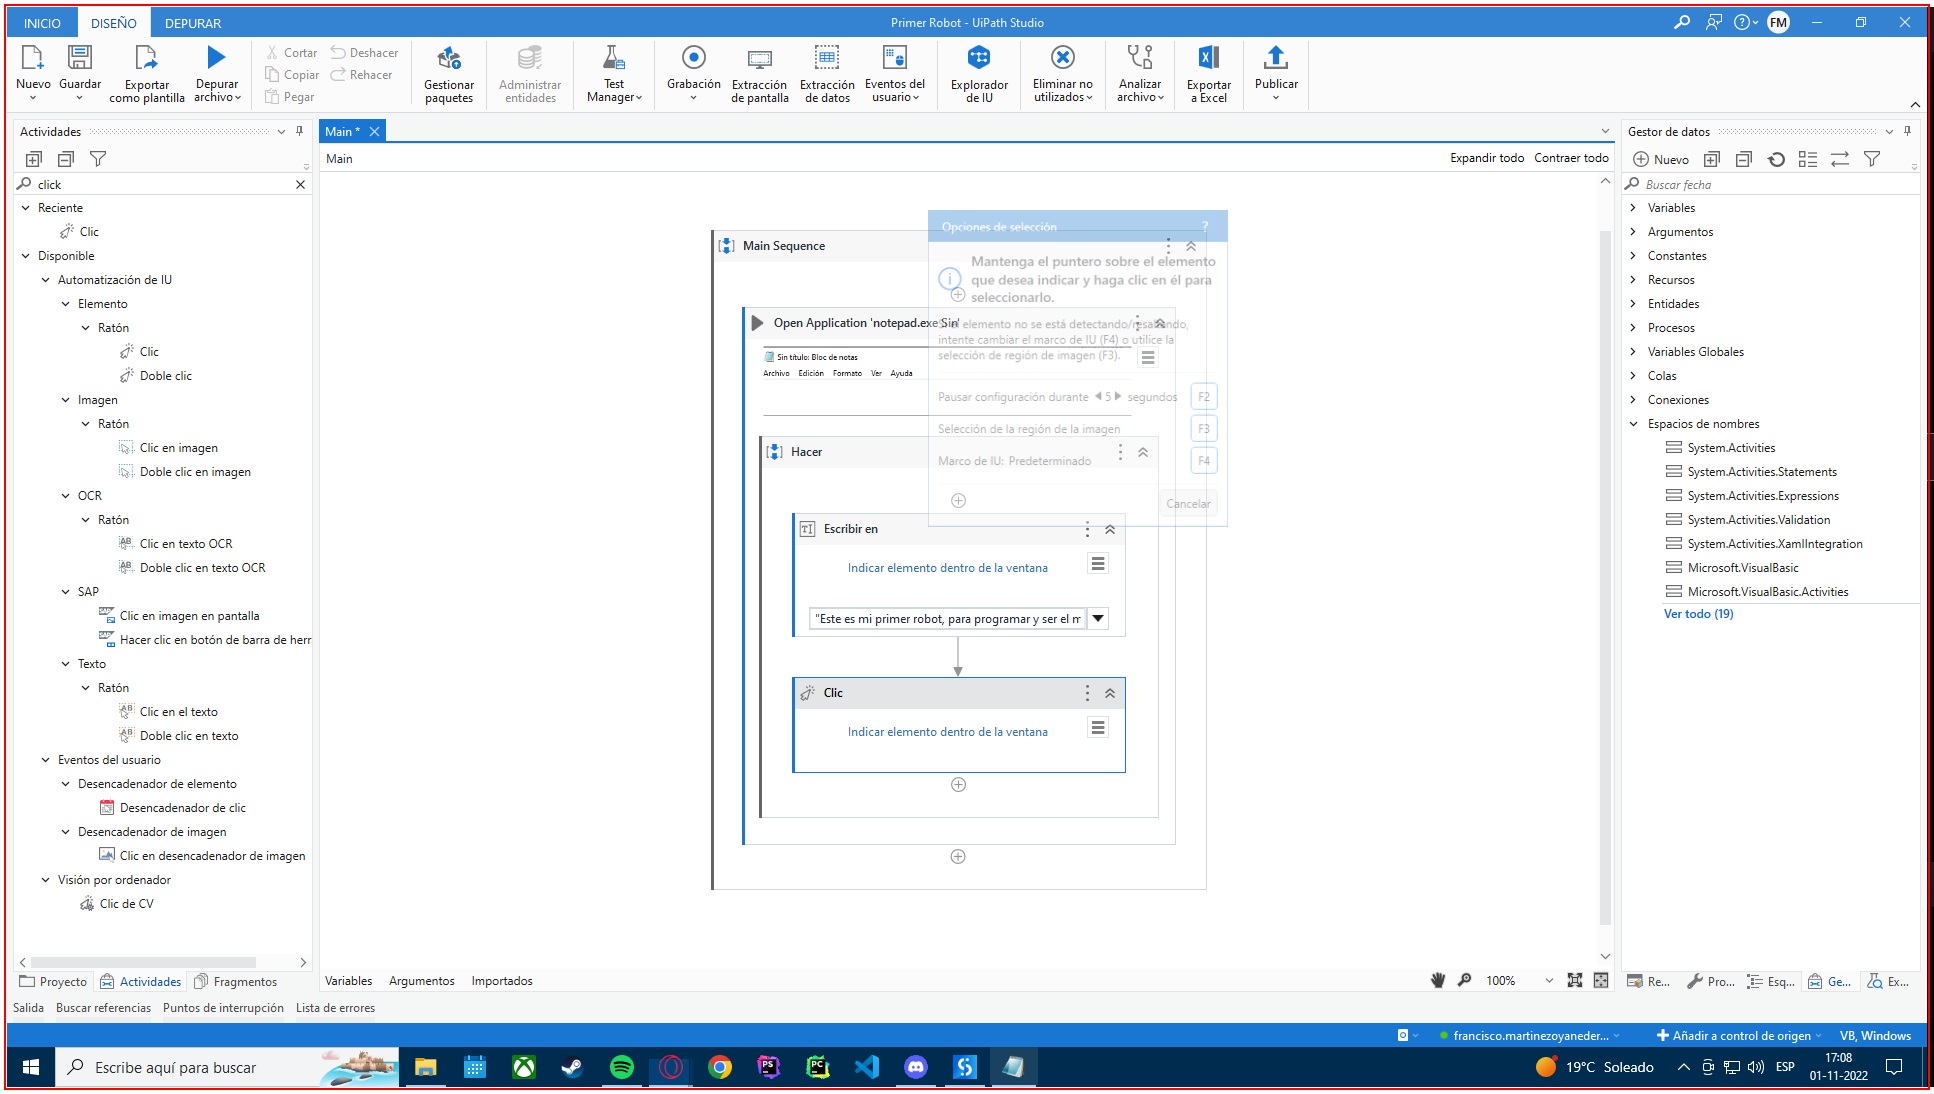 INICIO DISEÑO DEPURAR
Primer Robot - UiPath Studio
FM
Nuevo Guardar Exportar como plantilla Depurar archivo
Cortar Copiar Pegar
Deshacer Rehacer
Gestionar paquetes
Administrar entidades
Test Manager
Grabación
Extracción de pantalla
Extracción de datos
Eventos del usuario
Explorador de IU
Eliminar no utilizados
Analizar archivo
Exportar a Excel
Publicar
Actividades
click
Reciente
Clic
Disponible
Automatización de IU
Elemento
Ratón
Clic
Doble clic
Imagen
Ratón
Clic en imagen
Doble clic en imagen
OCR
Ratón
Clic en texto OCR
Doble clic en texto OCR
SAP
Clic en imagen en pantalla
Hacer clic en botón de barra de herr
Texto
Ratón
Clic en el texto
Doble clic en texto
Eventos del usuario
Desencadenador de elemento
Desencadenador de clic
Desencadenador de imagen
Clic en desencadenador de imagen
Visión por ordenador
Clic de CV
Proyecto Actividades Fragmentos
Main *
Main
Expandir todo Contraer todo
Main Sequence
Open Application 'notepad.exe Sin'
Sin título: Bloc de notas
Archivo Edición Formato Ver Ayuda
Hacer
Escribir en
Indicar elemento dentro de la ventana
"Este es mi primer robot, para programar y ser el m
Clic
Indicar elemento dentro de la ventana
Opciones de selección ?
Mantenga el puntero sobre el elemento
que desea indicar y haga clic en él para
seleccionarlo.
el elemento no se está detectando/resaltando,
intente cambiar el marco de IU (F4) o utilice la
selección de región de imagen (F3).
Pausar configuración durante 5 segundos F2
Selección de la región de la imagen F3
Marco de IU: Predeterminado F4
Cancelar
Variables Argumentos Importados
100%
Gestor de datos
Nuevo
Buscar fecha
Variables
Argumentos
Constantes
Recursos
Entidades
Procesos
Variables Globales
Colas
Conexiones
Espacios de nombres
System.Activities
System.Activities.Statements
System.Activities.Expressions
System.Activities.Validation
System.Activities.XamlIntegration
Microsoft.VisualBasic
Microsoft.VisualBasic.Activities
Ver todo (19)
Re... Pro... Esq... Ge... Ex...
Salida Buscar referencias Puntos de interrupción Lista de errores
francisco.martinezoyaneder...
Añadir a control de origen
VB, Windows
Escribe aquí para buscar
19°C Soleado
ESP
17:08
01-11-2022